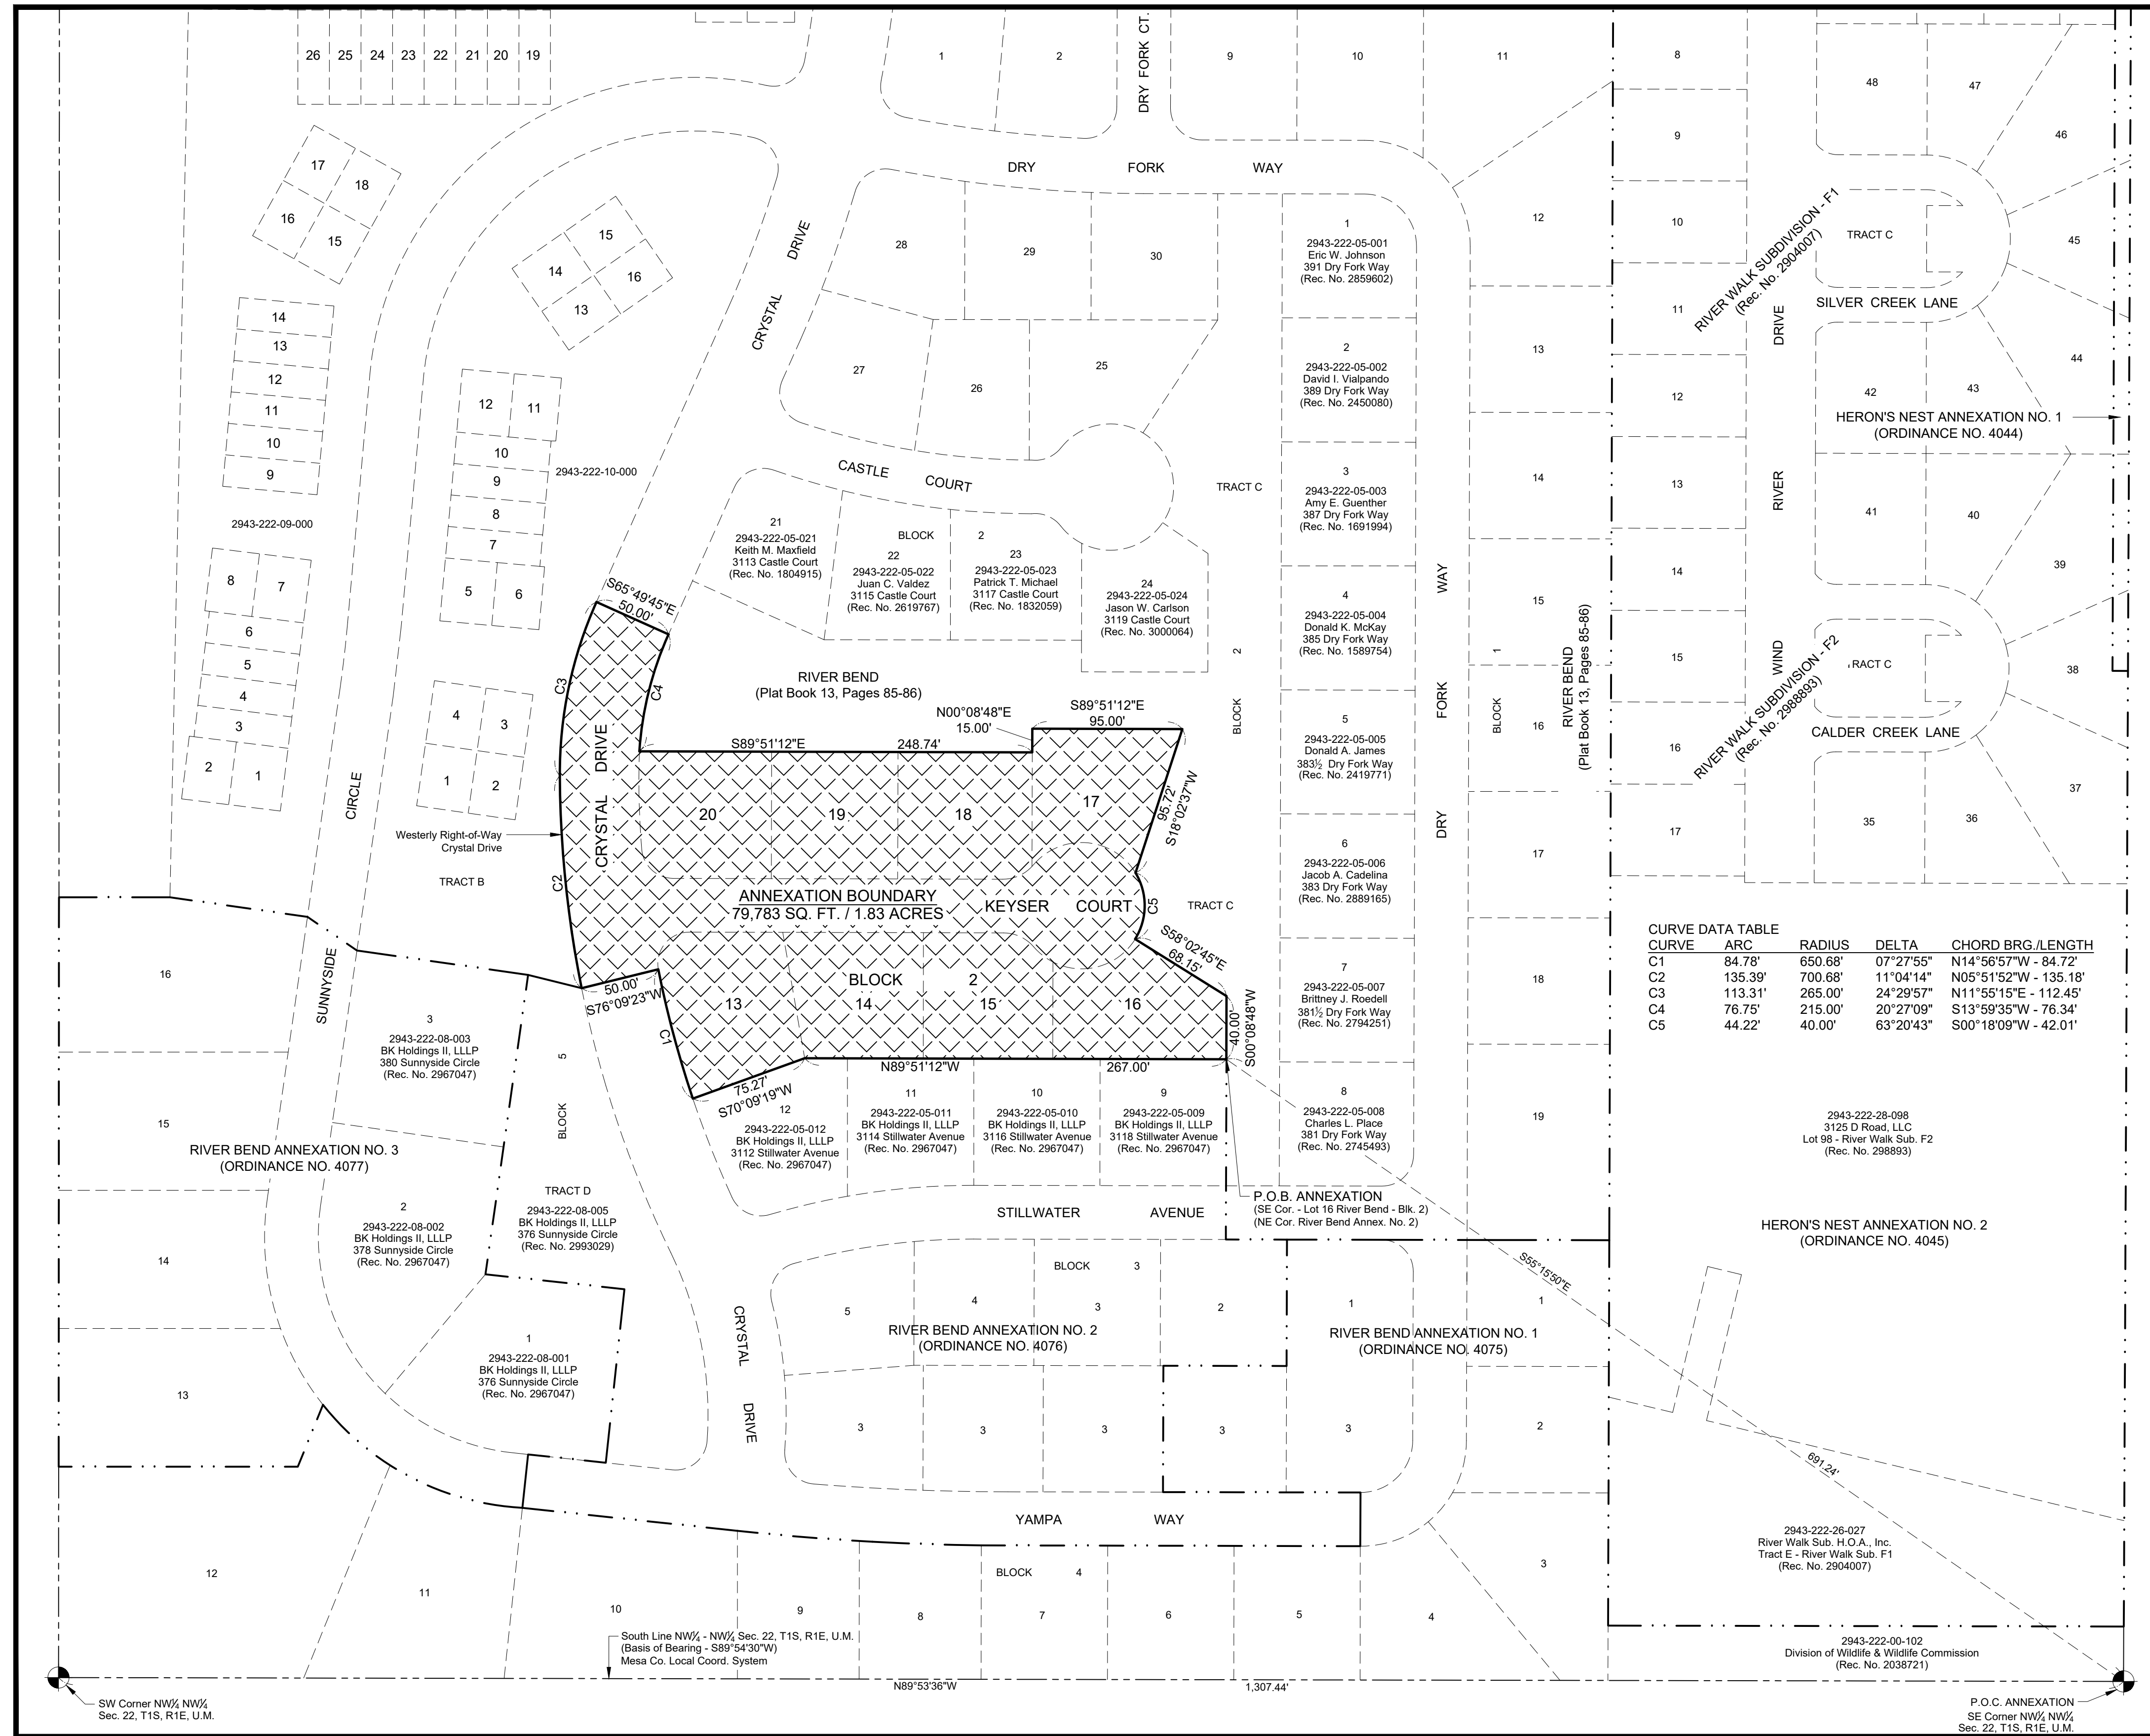 26 25 24 23 22 21 20 19
1
2
DRY FORK CT.
9
10
11
8
48
47
46
9
17
18
16
15
15
14
16
13
DRY FORK WAY
CRYSTAL DRIVE
28
29
30
27
26
25
1
2943-222-05-001
Eric W. Johnson
391 Dry Fork Way
(Rec. No. 2859602)
2
2943-222-05-002
David I. Vialpando
389 Dry Fork Way
(Rec. No. 2450080)
3
2943-222-05-003
Amy E. Guenther
387 Dry Fork Way
(Rec. No. 1691994)
4
2943-222-05-004
Donald K. McKay
385 Dry Fork Way
(Rec. No. 1589754)
5
2943-222-05-005
Donald A. James
383½ Dry Fork Way
(Rec. No. 2419771)
6
2943-222-05-006
Jacob A. Cadelina
383 Dry Fork Way
(Rec. No. 2889165)
7
2943-222-05-007
Brittney J. Roedell
381½ Dry Fork Way
(Rec. No. 2794251)
8
2943-222-05-008
Charles L. Place
381 Dry Fork Way
(Rec. No. 2745493)
12
13
14
15
16
17
18
19
DRY FORK WAY
BLOCK 1
BLOCK 2
RIVER BEND
(Plat Book 13, Pages 85-86)
10
11
12
13
14
15
16
17
RIVER WALK SUBDIVISION - F1
(Rec. No. 2904007)
TRACT C
SILVER CREEK LANE
45
44
43
42
HERON'S NEST ANNEXATION NO. 1
(ORDINANCE NO. 4044)
41
40
39
WIND RIVER DRIVE
RIVER WALK SUBDIVISION - F2
(Rec. No. 2988893)
TRACT C
CALDER CREEK LANE
38
37
36
35
14
13
12
11
10
9
2943-222-09-000
8
7
6
5
4
3
2
1
12
11
10
9
8
7
5
6
2943-222-10-000
4
3
1
2
CASTLE COURT
TRACT C
21
2943-222-05-021
Keith M. Maxfield
3113 Castle Court
(Rec. No. 1804915)
BLOCK 2
22
2943-222-05-022
Juan C. Valdez
3115 Castle Court
(Rec. No. 2619767)
23
2943-222-05-023
Patrick T. Michael
3117 Castle Court
(Rec. No. 1832059)
24
2943-222-05-024
Jason W. Carlson
3119 Castle Court
(Rec. No. 3000064)
S65°49'45"E
50.00'
C3
C4
RIVER BEND
(Plat Book 13, Pages 85-86)
N00°08'48"E
15.00'
S89°51'12"E
95.00'
S89°51'12"E 248.74'
CRYSTAL DRIVE
20
19
18
17
95.72'
S18°02'37"W
Westerly Right-of-Way
Crystal Drive
TRACT B
SUNNYSIDE CIRCLE
C2
ANNEXATION BOUNDARY
79,783 SQ. FT. / 1.83 ACRES
KEYSER COURT
C5
TRACT C
S58°02'45"E
68.15'
BLOCK 2
13
14
15
16
50.00'
S76°09'23"W
C1
40.00'
S00°08'48"W
75.27'
S70°09'19"W
N89°51'12"W 267.00'
CURVE DATA TABLE
CURVE ARC RADIUS DELTA CHORD BRG./LENGTH
C1 84.78' 650.68' 07°27'55" N14°56'57"W - 84.72'
C2 135.39' 700.68' 11°04'14" N05°51'52"W - 135.18'
C3 113.31' 265.00' 24°29'57" N11°55'15"E - 112.45'
C4 76.75' 215.00' 20°27'09" S13°59'35"W - 76.34'
C5 44.22' 40.00' 63°20'43" S00°18'09"W - 42.01'
16
15
14
13
RIVER BEND ANNEXATION NO. 3
(ORDINANCE NO. 4077)
3
2943-222-08-003
BK Holdings II, LLLP
380 Sunnyside Circle
(Rec. No. 2967047)
2
2943-222-08-002
BK Holdings II, LLLP
378 Sunnyside Circle
(Rec. No. 2967047)
BLOCK 5
TRACT D
2943-222-08-005
BK Holdings II, LLLP
376 Sunnyside Circle
(Rec. No. 2993029)
1
2943-222-08-001
BK Holdings II, LLLP
376 Sunnyside Circle
(Rec. No. 2967047)
12
2943-222-05-012
BK Holdings II, LLLP
3112 Stillwater Avenue
(Rec. No. 2967047)
11
2943-222-05-011
BK Holdings II, LLLP
3114 Stillwater Avenue
(Rec. No. 2967047)
10
2943-222-05-010
BK Holdings II, LLLP
3116 Stillwater Avenue
(Rec. No. 2967047)
9
2943-222-05-009
BK Holdings II, LLLP
3118 Stillwater Avenue
(Rec. No. 2967047)
STILLWATER AVENUE
P.O.B. ANNEXATION
(SE Cor. - Lot 16 River Bend - Blk. 2)
(NE Cor. River Bend Annex. No. 2)
2943-222-28-098
3125 D Road, LLC
Lot 98 - River Walk Sub. F2
(Rec. No. 298893)
HERON'S NEST ANNEXATION NO. 2
(ORDINANCE NO. 4045)
S55°15'50"E
691.24'
CRYSTAL DRIVE
BLOCK 3
5
4
3
2
1
1
RIVER BEND ANNEXATION NO. 2
(ORDINANCE NO. 4076)
RIVER BEND ANNEXATION NO. 1
(ORDINANCE NO. 4075)
3
3
3
3
3
2
YAMPA WAY
BLOCK 4
12
11
10
9
8
7
6
5
4
3
2943-222-26-027
River Walk Sub. H.O.A., Inc.
Tract E - River Walk Sub. F1
(Rec. No. 2904007)
South Line NW¼ - NW¼ Sec. 22, T1S, R1E, U.M.
(Basis of Bearing - S89°54'30"W)
Mesa Co. Local Coord. System
2943-222-00-102
Division of Wildlife & Wildlife Commission
(Rec. No. 2038721)
N89°53'36"W 1,307.44'
SW Corner NW¼ NW¼
Sec. 22, T1S, R1E, U.M.
P.O.C. ANNEXATION
SE Corner NW¼ NW¼
Sec. 22, T1S, R1E, U.M.